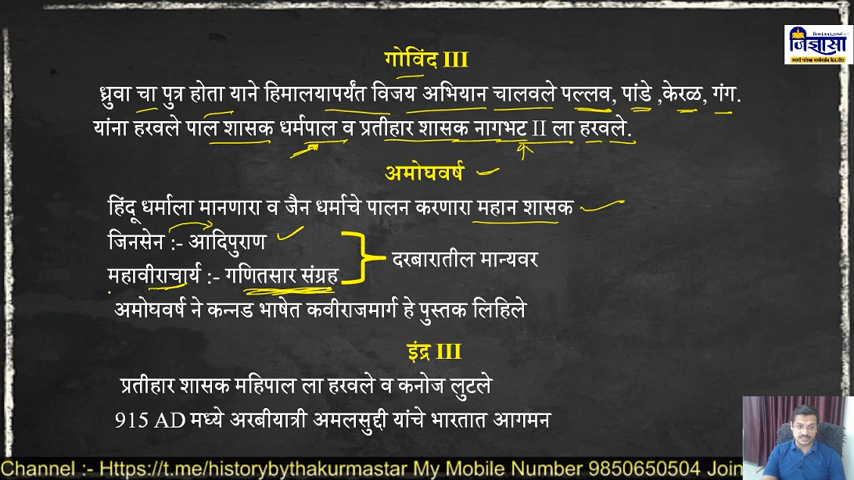 जिज्ञासा
गोविंद III
ध्रुवा चा पुत्र होता याने हिमालयापर्यंत विजय अभियान चालवले पल्लव, पांडे ,केरळ, गंग.
यांना हरवले पाल शासक धर्मपाल व प्रतीहार शासक नागभट II ला हरवले.
अमोघवर्ष
हिंदू धर्माला मानणारा व जैन धर्माचे पालन करणारा महान शासक
जिनसेन :- आदिपुराण
महावीराचार्य :- गणितसार संग्रह
दरबारातील मान्यवर
अमोघवर्ष ने कन्नड भाषेत कवीराजमार्ग हे पुस्तक लिहिले
इंद्र III
प्रतीहार शासक महिपाल ला हरवले व कनोज लुटले
915 AD मध्ये अरबीयात्री अमलसुद्दी यांचे भारतात आगमन
Channel :- Https://t.me/historybythakurmastar My Mobile Number 9850650504 Join